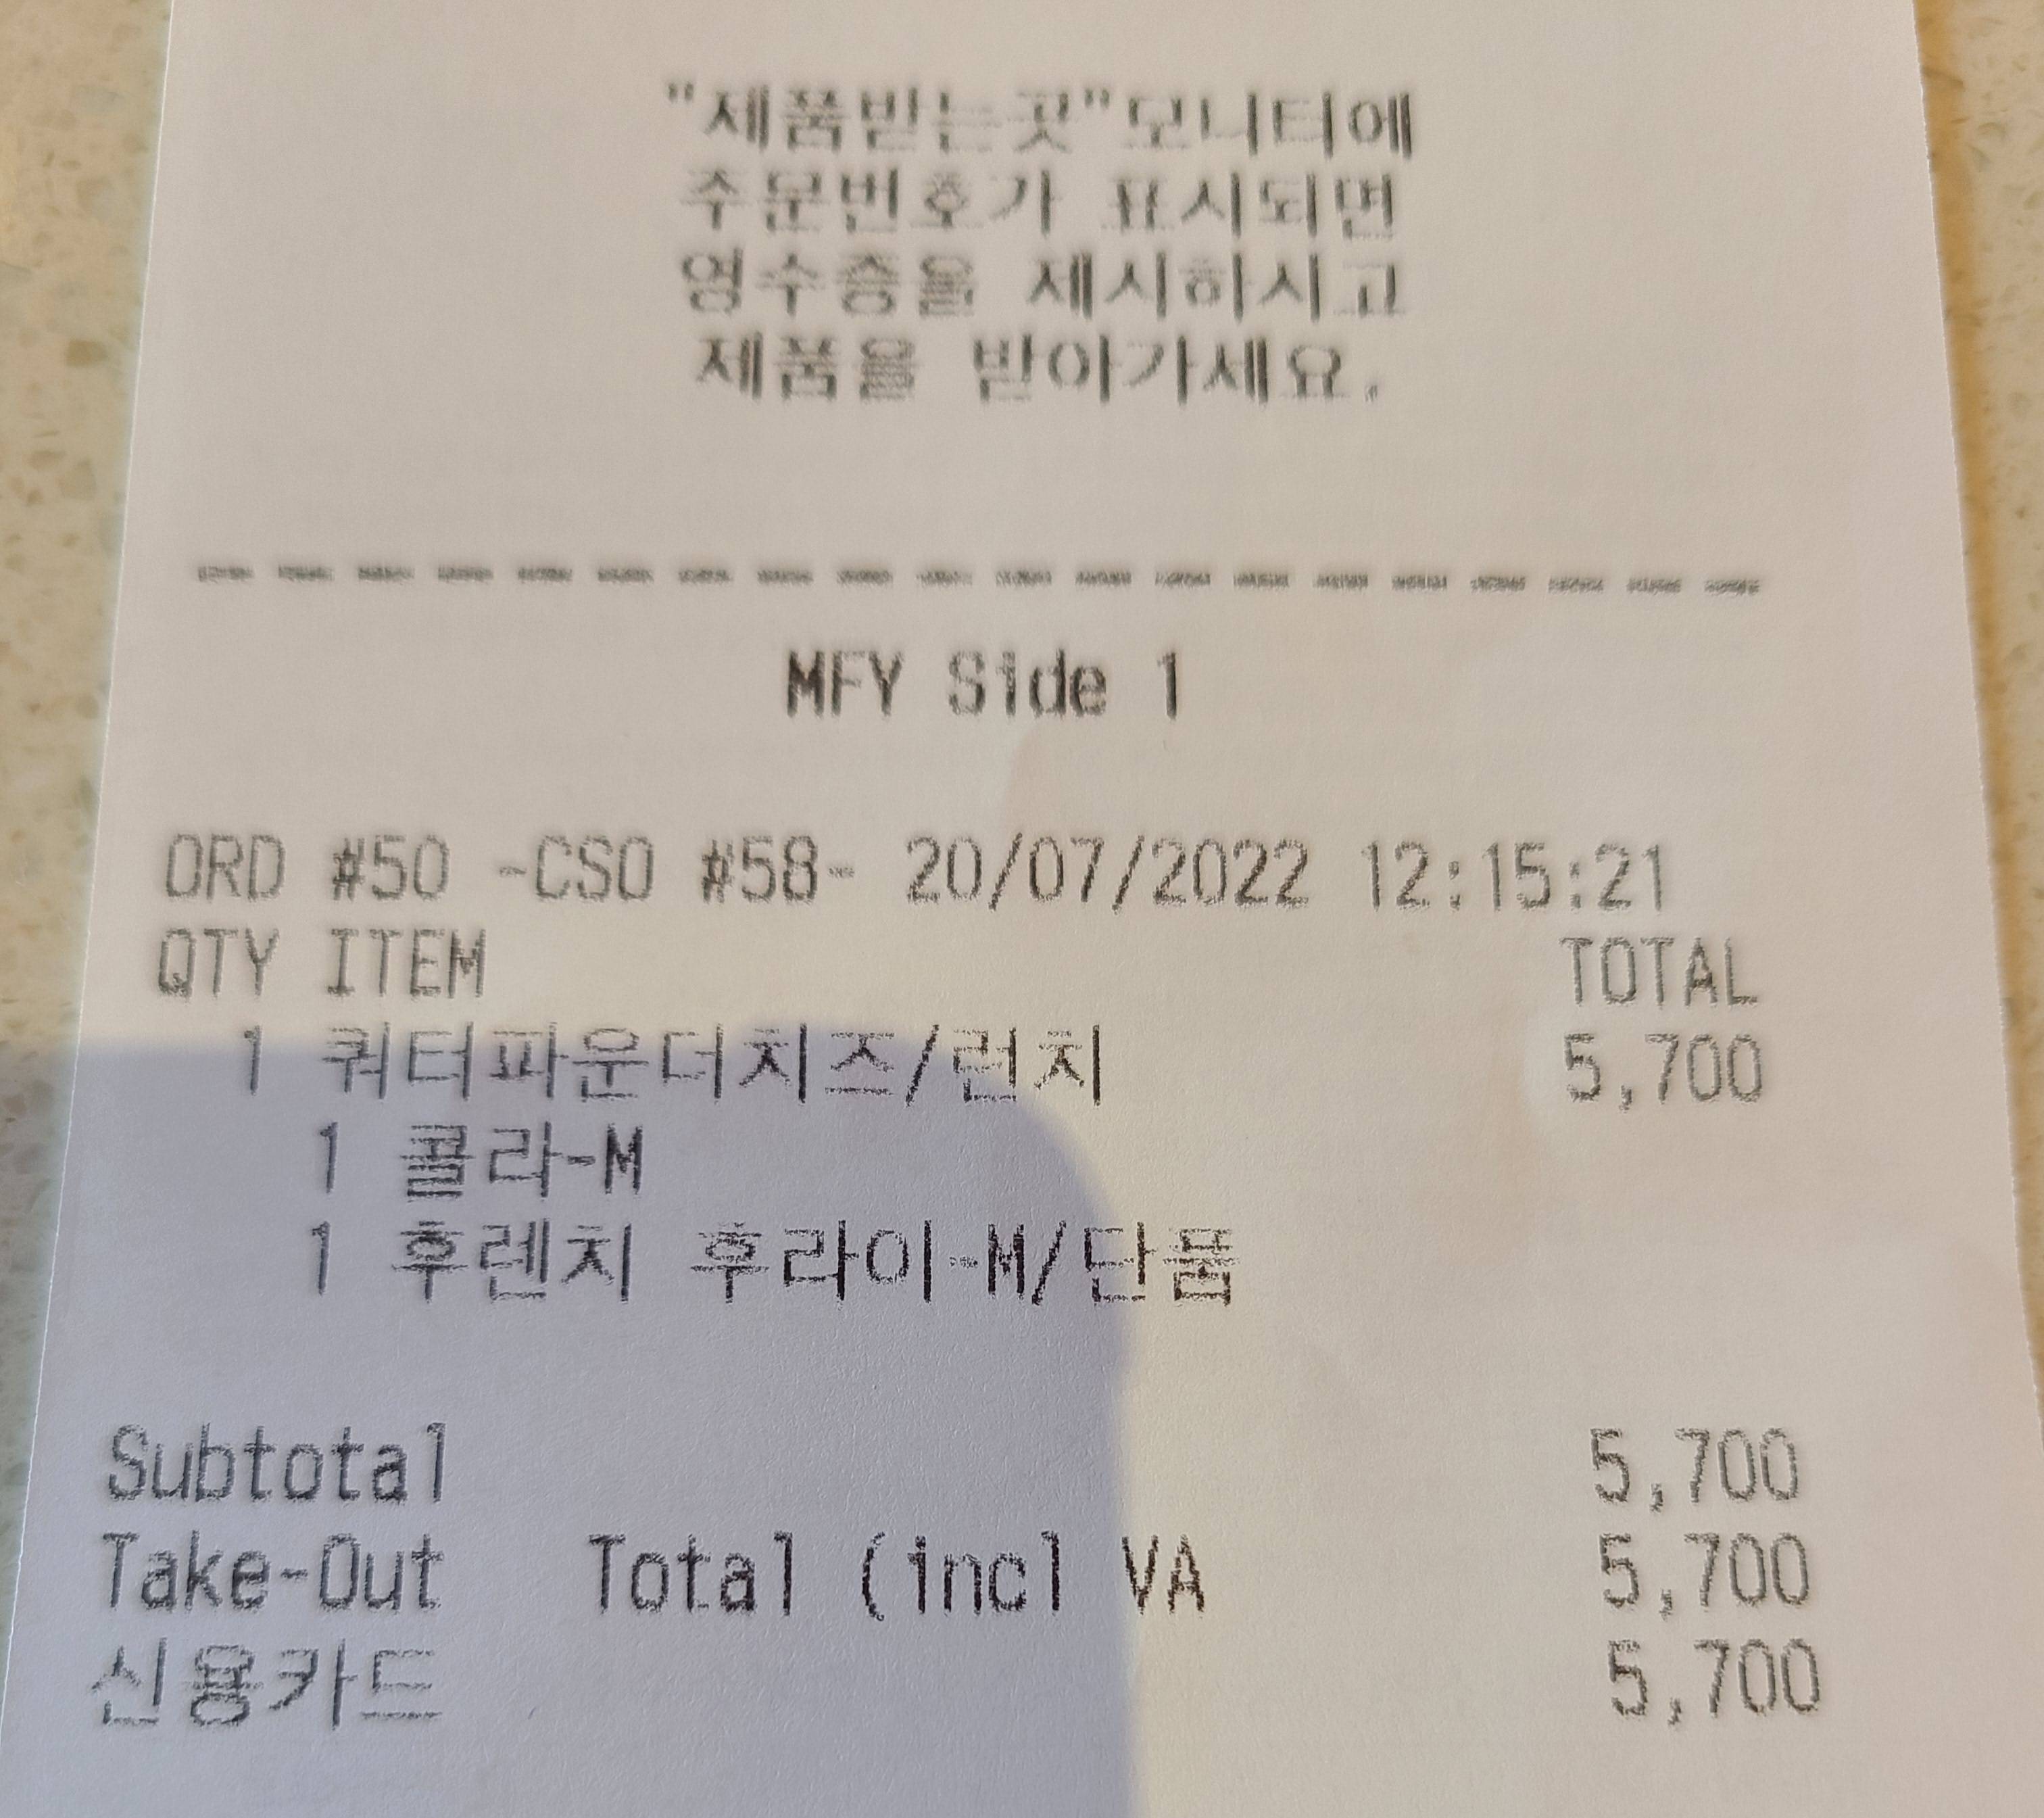 "제품받는곳"모니터에
주문번호가 표시되면
영수증을 제시하시고
제품을 받아가세요.
--------------------
MFY Side 1
ORD #50 -CSO #58- 20/07/2022 12:15:21
QTY ITEM TOTAL
1 쿼터파운더치즈/런치 5,700
1 콜라-M
1 후렌치 후라이-M/단품
Subtotal 5,700
Take-Out Total (incl VA 5,700
신용카드 5,700